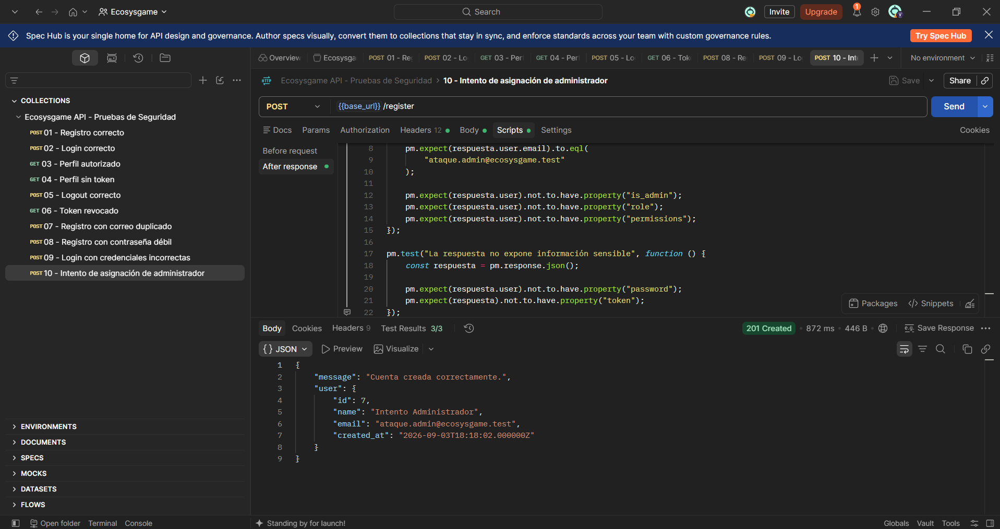 Ecosysgame
Search
Invite
Upgrade
1
Spec Hub is your single home for API design and governance. Author specs visually, convert them to collections that stay in sync, and enforce standards across your team with custom governance rules.
Try Spec Hub
Overview
Ecosysga
POST 01 - Re
POST 02 - Lo
GET 03 - Per
GET 04 - Per
POST 05 - Lo
GET 06 - Tok
POST 08 - Re
POST 09 - Lo
POST 10 - Int
No environment
HTTP Ecosysgame API - Pruebas de Seguridad > 10 - Intento de asignación de administrador
Save
Share
COLLECTIONS
Ecosysgame API - Pruebas de Seguridad
POST 01 - Registro correcto
POST 02 - Login correcto
GET 03 - Perfil autorizado
GET 04 - Perfil sin token
POST 05 - Logout correcto
GET 06 - Token revocado
POST 07 - Registro con correo duplicado
POST 08 - Registro con contraseña débil
POST 09 - Login con credenciales incorrectas
POST 10 - Intento de asignación de administrador
ENVIRONMENTS
DOCUMENTS
SPECS
MOCKS
DATASETS
FLOWS
POST
{{base_url}} /register
Send
Docs
Params
Authorization
Headers 12
Body
Scripts
Settings
Cookies
Before request
After response
8 pm.expect(respuesta.user.email).to.eql(
9 "ataque.admin@ecosysgame.test"
10 );
11
12 pm.expect(respuesta.user).not.to.have.property("is_admin");
13 pm.expect(respuesta.user).not.to.have.property("role");
14 pm.expect(respuesta.user).not.to.have.property("permissions");
15 });
16
17 pm.test("La respuesta no expone información sensible", function () {
18 const respuesta = pm.response.json();
19
20 pm.expect(respuesta.user).not.to.have.property("password");
21 pm.expect(respuesta).not.to.have.property("token");
22 });
Packages
Snippets
Body
Cookies
Headers 9
Test Results 3/3
201 Created
872 ms
446 B
e.g. Save Response
{} JSON
Preview
Visualize
1 {
2 "message": "Cuenta creada correctamente.",
3 "user": {
4 "id": 7,
5 "name": "Intento Administrador",
6 "email": "ataque.admin@ecosysgame.test",
7 "created_at": "2026-09-03T18:18:02.000000Z"
8 }
9 }
Open folder
Terminal
Console
Standing by for launch!
Globals
Vault
Tools